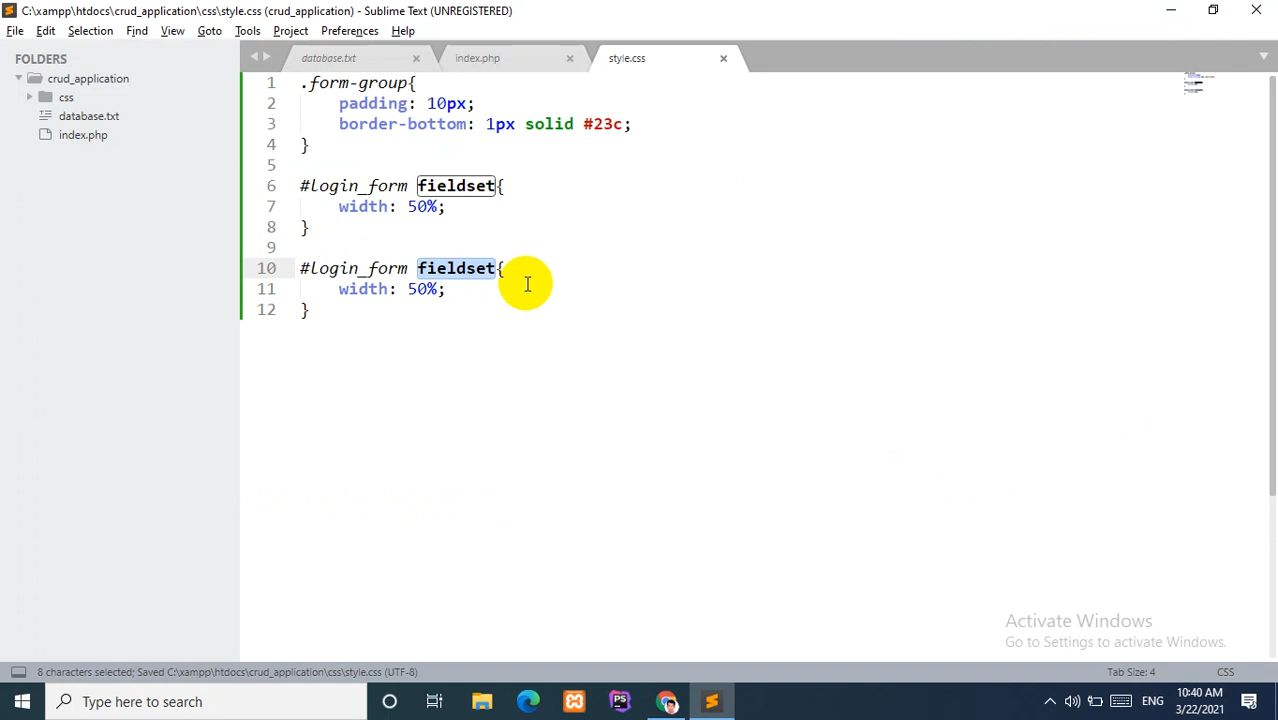 C:\xampp\htdocs\crud_application\css\style.css (crud_application) - Sublime Text (UNREGISTERED)
File Edit Selection Find View Goto Tools Project Preferences Help
FOLDERS
crud_application
css
database.txt
index.php
database.txt index.php style.css
1 .form-group{
2 padding: 10px;
3 border-bottom: 1px solid #23c;
4 }
5
6 #login_form fieldset{
7 width: 50%;
8 }
9
10 #login_form fieldset{
11 width: 50%;
12 }
Activate Windows
Go to Settings to activate Windows.
8 characters selected; Saved C:\xampp\htdocs\crud_application\css\style.css (UTF-8) Tab Size: 4 CSS
Type here to search
PS
ENG
10:40 AM
3/22/2021